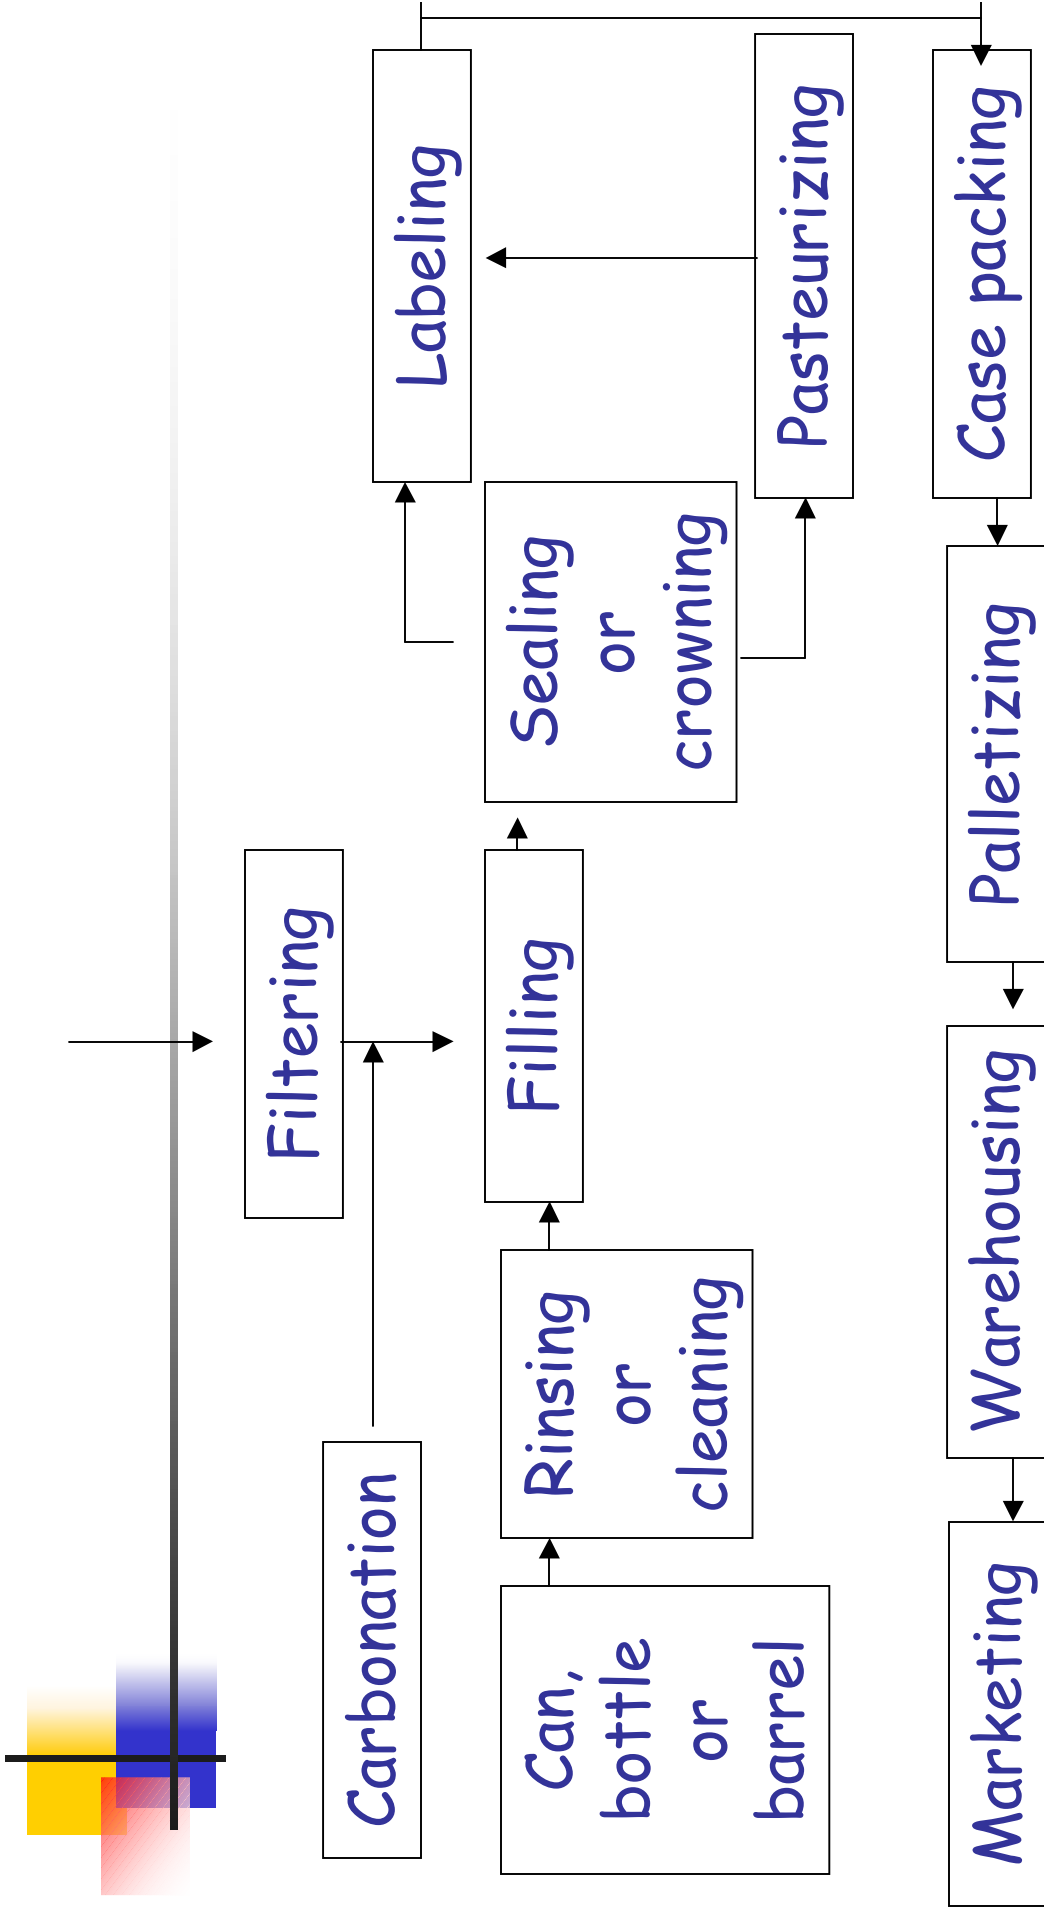 Filtering
Carbonation
Can,
bottle
or
barrel
Rinsing
or
cleaning
Filling
Sealing
or
crowning
Labeling
Pasteurizing
Case packing
Palletizing
Warehousing
Marketing